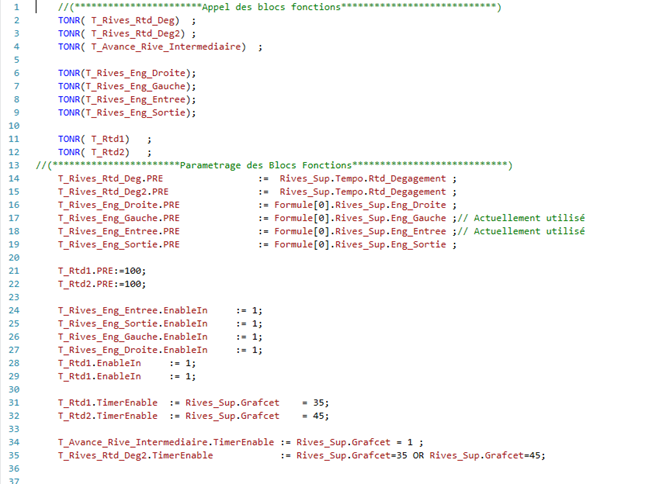 1 //(***********************Appel des blocs fonctions****************************)
2 TONR( T_Rives_Rtd_Deg)  ;
3 TONR( T_Rives_Rtd_Deg2) ;
4 TONR( T_Avance_Rive_Intermediaire)  ;
5
6 TONR(T_Rives_Eng_Droite);
7 TONR(T_Rives_Eng_Gauche);
8 TONR(T_Rives_Eng_Entree);
9 TONR(T_Rives_Eng_Sortie);
10
11 TONR( T_Rtd1)   ;
12 TONR( T_Rtd2)   ;
13 //(***********************Parametrage des Blocs Fonctions****************************)
14 T_Rives_Rtd_Deg.PRE := Rives_Sup.Tempo.Rtd_Degagement ;
15 T_Rives_Rtd_Deg2.PRE := Rives_Sup.Tempo.Rtd_Degagement ;
16 T_Rives_Eng_Droite.PRE := Formule[0].Rives_Sup.Eng_Droite ;
17 T_Rives_Eng_Gauche.PRE := Formule[0].Rives_Sup.Eng_Gauche ;// Actuellement utilisé
18 T_Rives_Eng_Entree.PRE := Formule[0].Rives_Sup.Eng_Entree ;// Actuellement utilisé
19 T_Rives_Eng_Sortie.PRE := Formule[0].Rives_Sup.Eng_Sortie ;
20
21 T_Rtd1.PRE:=100;
22 T_Rtd2.PRE:=100;
23
24 T_Rives_Eng_Entree.EnableIn := 1;
25 T_Rives_Eng_Sortie.EnableIn := 1;
26 T_Rives_Eng_Gauche.EnableIn := 1;
27 T_Rives_Eng_Droite.EnableIn := 1;
28 T_Rtd1.EnableIn := 1;
29 T_Rtd1.EnableIn := 1;
30
31 T_Rtd1.TimerEnable := Rives_Sup.Grafcet = 35;
32 T_Rtd2.TimerEnable := Rives_Sup.Grafcet = 45;
33
34 T_Avance_Rive_Intermediaire.TimerEnable := Rives_Sup.Grafcet = 1 ;
35 T_Rives_Rtd_Deg2.TimerEnable := Rives_Sup.Grafcet=35 OR Rives_Sup.Grafcet=45;
36
37